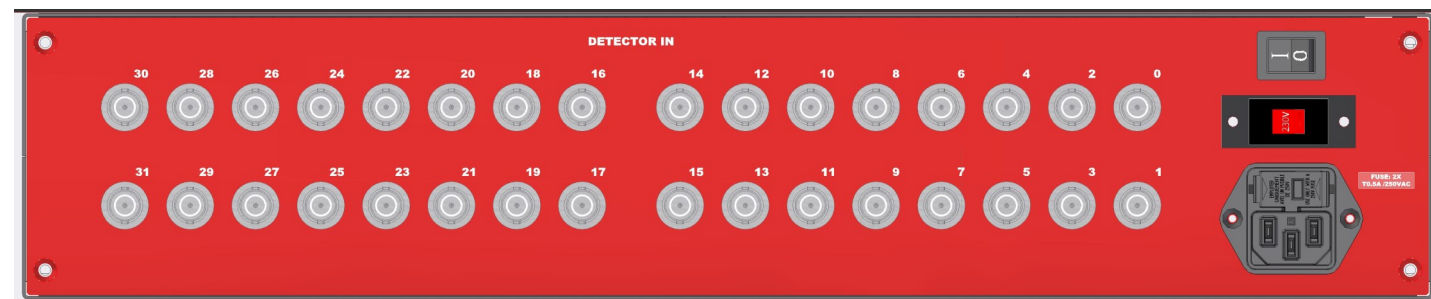 DETECTOR IN
30 28 26 24 22 20 18 16 14 12 10 8 6 4 2 0
31 29 27 25 23 21 19 17 15 13 11 9 7 5 3 1
I O
230V
FUSE: 2X
T0.5A /250VAC